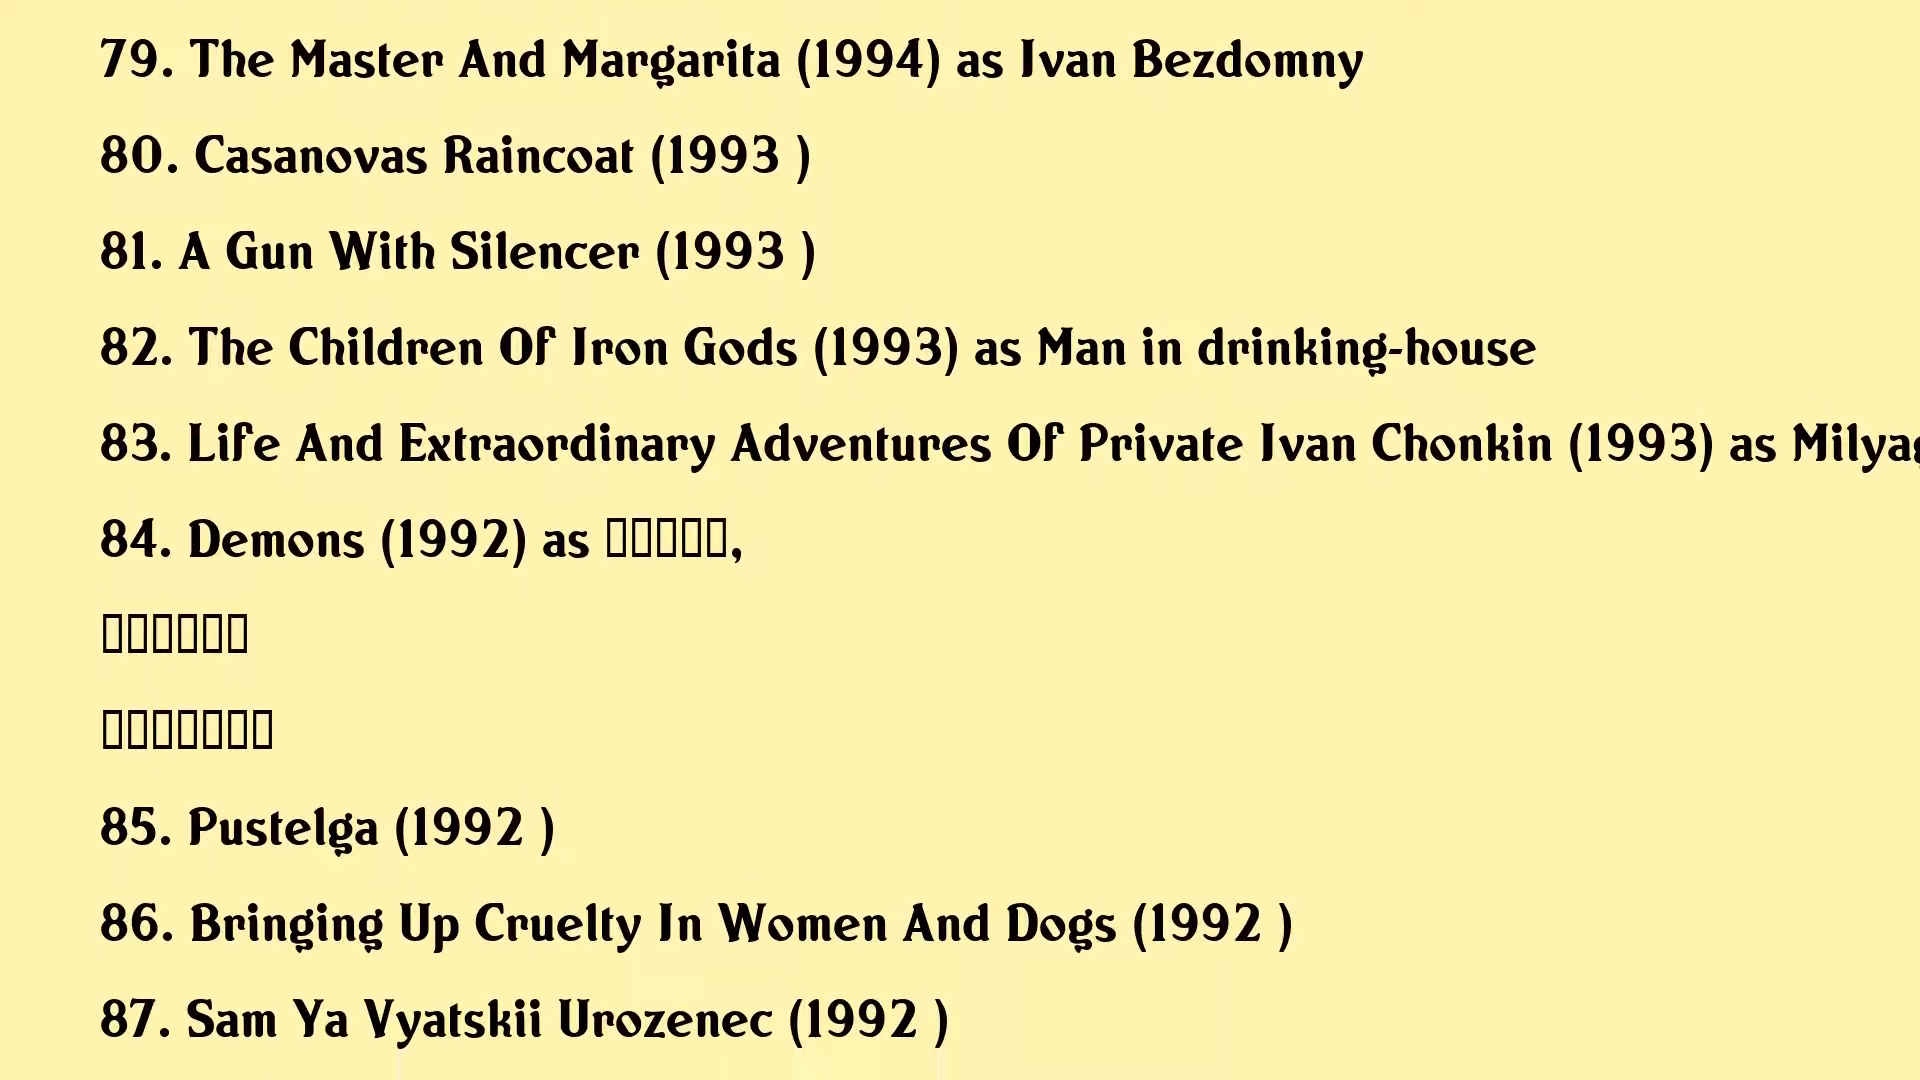 79. The Master And Margarita (1994) as Ivan Bezdomny
80. Casanovas Raincoat (1993 )
81. A Gun With Silencer (1993 )
82. The Children Of Iron Gods (1993) as Man in drinking-house
83. Life And Extraordinary Adventures Of Private Ivan Chonkin (1993) as
84. Demons (1992) as
85. Pustelga (1992 )
86. Bringing Up Cruelty In Women And Dogs (1992 )
87. Sam Ya Vyatskii Urozenec (1992 )